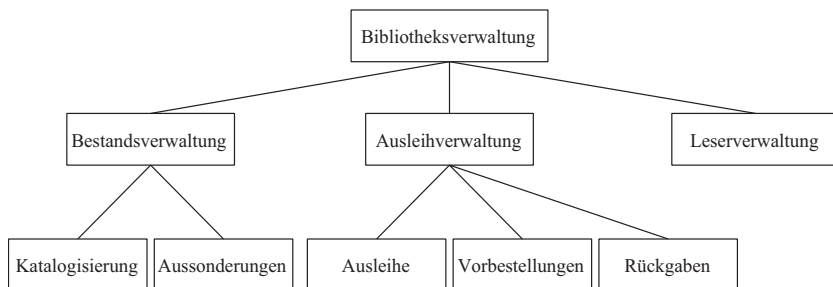 Bibliotheksverwaltung
Bestandsverwaltung
Ausleihverwaltung
Leserverwaltung
Katalogisierung
Aussonderungen
Ausleihe
Vorbestellungen
Rückgaben